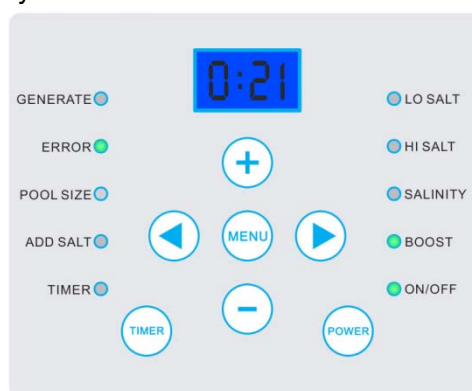 0:21
GENERATE
ERROR
POOL SIZE
ADD SALT
TIMER
LO SALT
HI SALT
SALINITY
BOOST
ON/OFF
+
MENU
-
TIMER
POWER